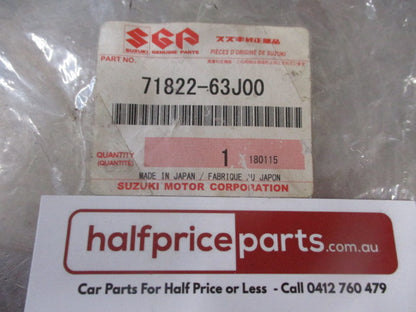 SGP スズキ純正部品
SUZUKI GENUINE PARTS PIÈCES D'ORIGINE DE SUZUKI
PART NO.
71822-63J00
QUANTITY
(QUANTITÉ) 1 180115
MADE IN JAPAN / FABRIQUE AU JAPON
SUZUKI MOTOR CORPORATION
halfpriceparts.com.au
Car Parts For Half Price or Less - Call 0412 760 479